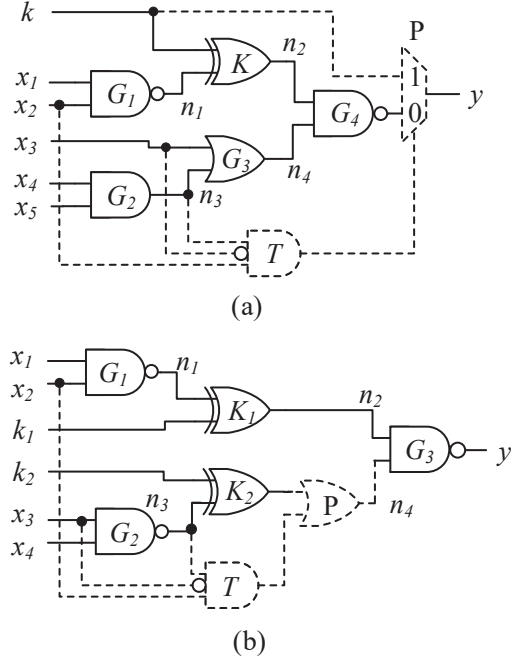 k
P
x₁
x₂
G₁
n₁
K
n₂
1
0
y
G₄
x₃
G₃
n₄
x₄
x₅
G₂
n₃
T
(a)
x₁
x₂
G₁
n₁
k₁
K₁
n₂
G₃
y
k₂
K₂
P
n₄
x₃
x₄
G₂
n₃
T
(b)